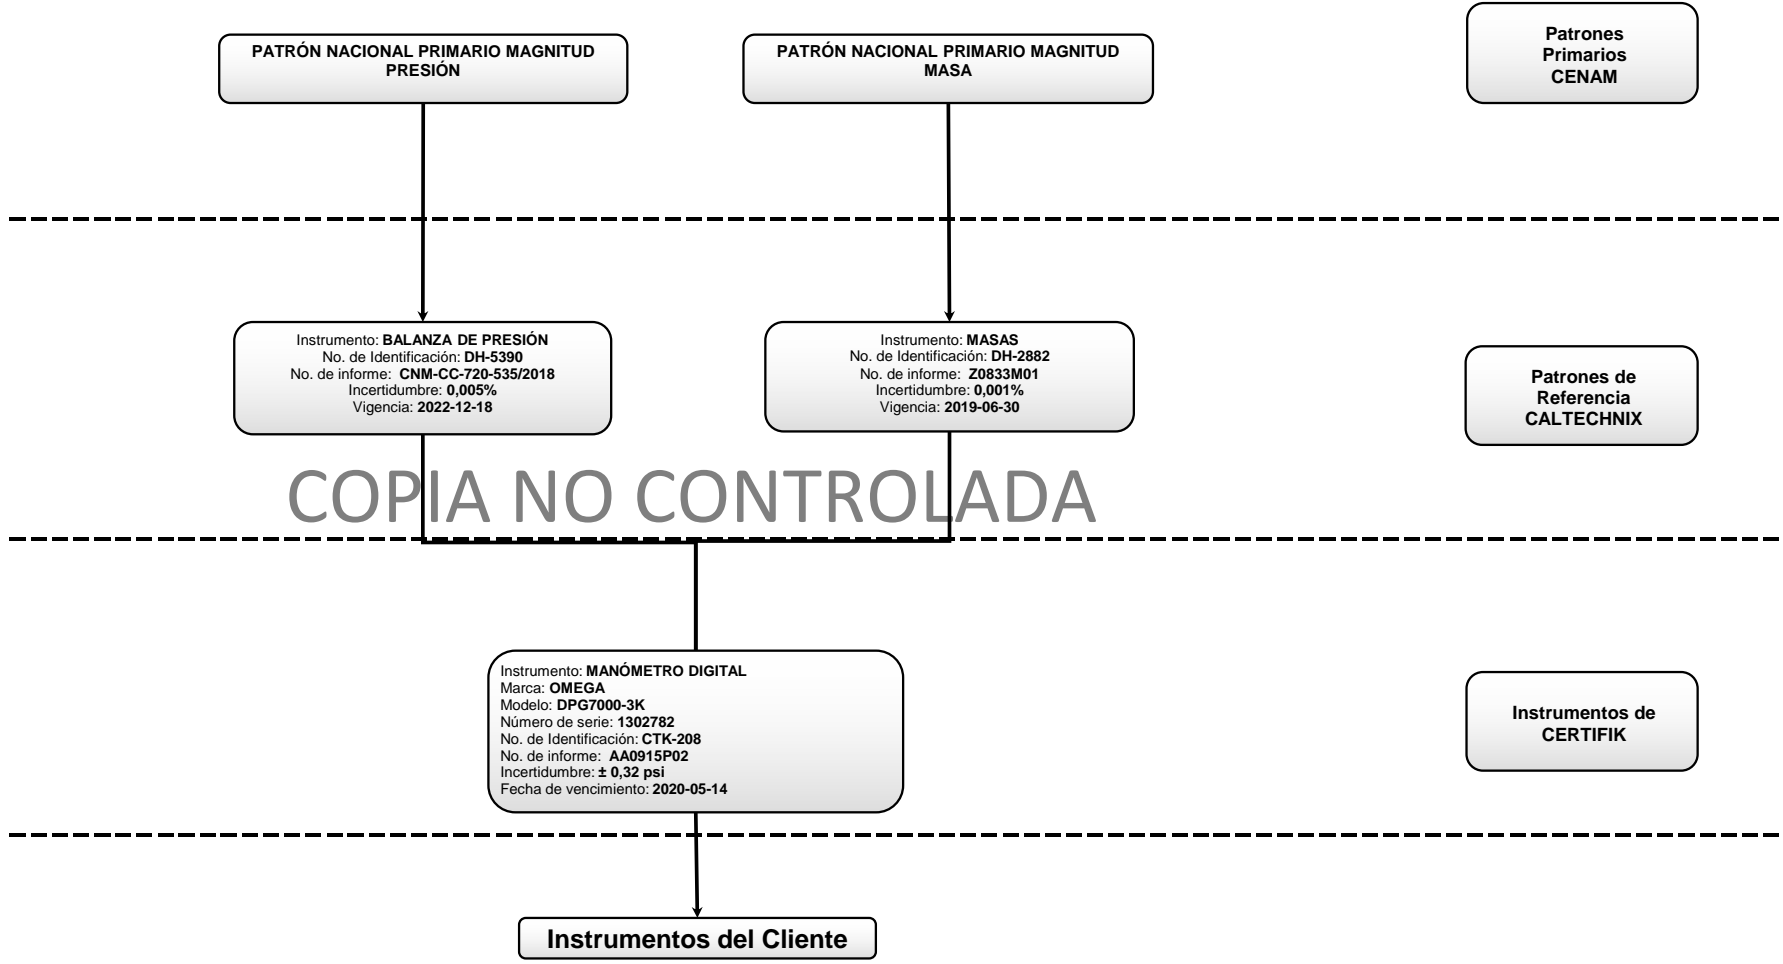 PATRÓN NACIONAL PRIMARIO MAGNITUD
PRESIÓN
PATRÓN NACIONAL PRIMARIO MAGNITUD
MASA
Patrones
Primarios
CENAM
Instrumento: BALANZA DE PRESIÓN
No. de Identificación: DH-5390
No. de informe: CNM-CC-720-535/2018
Incertidumbre: 0,005%
Vigencia: 2022-12-18
Instrumento: MASAS
No. de Identificación: DH-2882
No. de informe: Z0833M01
Incertidumbre: 0,001%
Vigencia: 2019-06-30
Patrones de
Referencia
CALTECHNIX
COPIA NO CONTROLADA
Instrumento: MANÓMETRO DIGITAL
Marca: OMEGA
Modelo: DPG7000-3K
Número de serie: 1302782
No. de Identificación: CTK-208
No. de informe: AA0915P02
Incertidumbre: ± 0,32 psi
Fecha de vencimiento: 2020-05-14
Instrumentos de
CERTIFIK
Instrumentos del Cliente